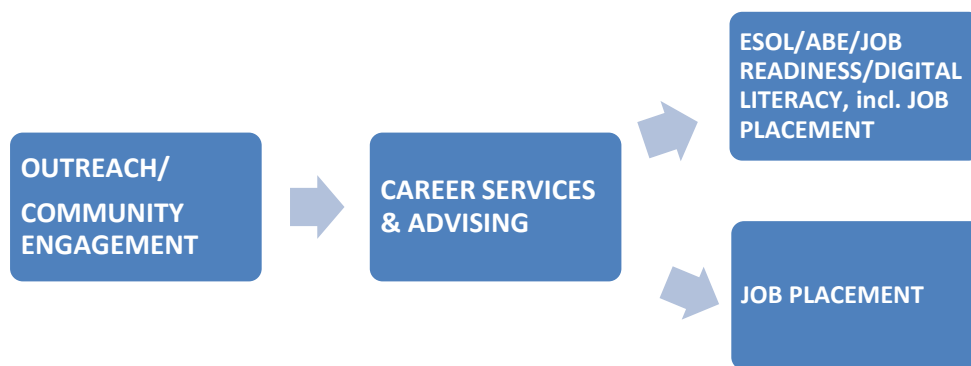 OUTREACH/
COMMUNITY
ENGAGEMENT
CAREER SERVICES
& ADVISING
ESOL/ABE/JOB
READINESS/DIGITAL
LITERACY, incl. JOB
PLACEMENT
JOB PLACEMENT